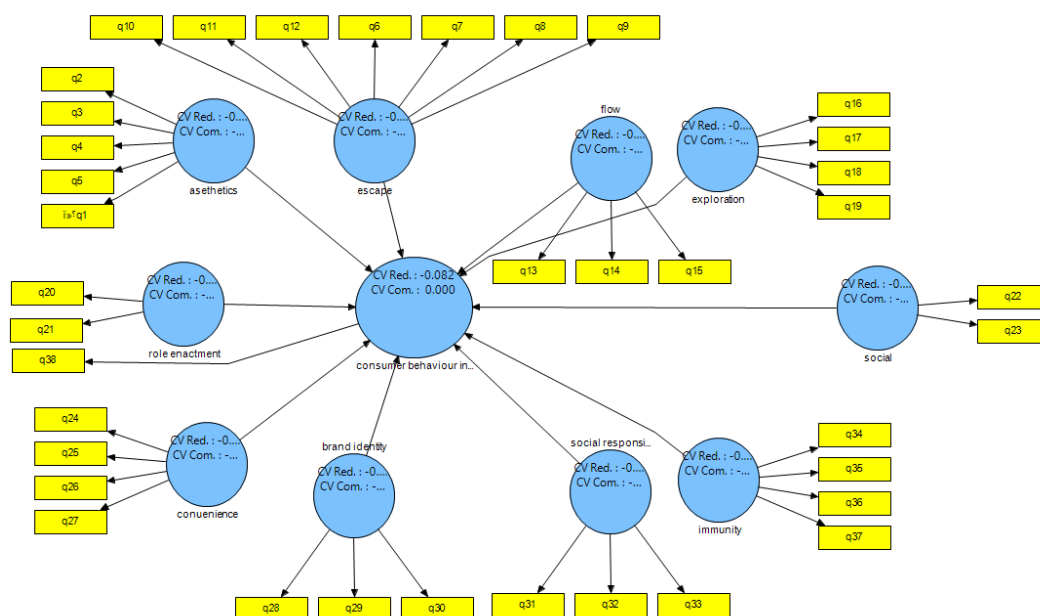 q10
q11
q12
q6
q7
q8
q9
q2
q3
q4
q5
ï»؟q1
CV Red. : -0....
CV Com. : -...
asethetics
CV Red. : -0....
CV Com. : -...
escape
flow
CV Red. : -0....
CV Com. : -...
CV Red. : -0....
CV Com. : -...
exploration
q16
q17
q18
q19
q13
q14
q15
q20
q21
q38
CV Red. : -0....
CV Com. : -...
role enactment
CV Red. : -0.082
CV Com. : 0.000
consumer behaviour in...
CV Red. : -0....
CV Com. : -...
social
q22
q23
q24
q25
q26
q27
CV Red. : -0....
CV Com. : -...
conuenience
brand identity
CV Red. : -0....
CV Com. : -...
q28
q29
q30
social responsi...
CV Red. : -0....
CV Com. : -...
q31
q32
q33
CV Red. : -0....
CV Com. : -...
immunity
q34
q35
q36
q37